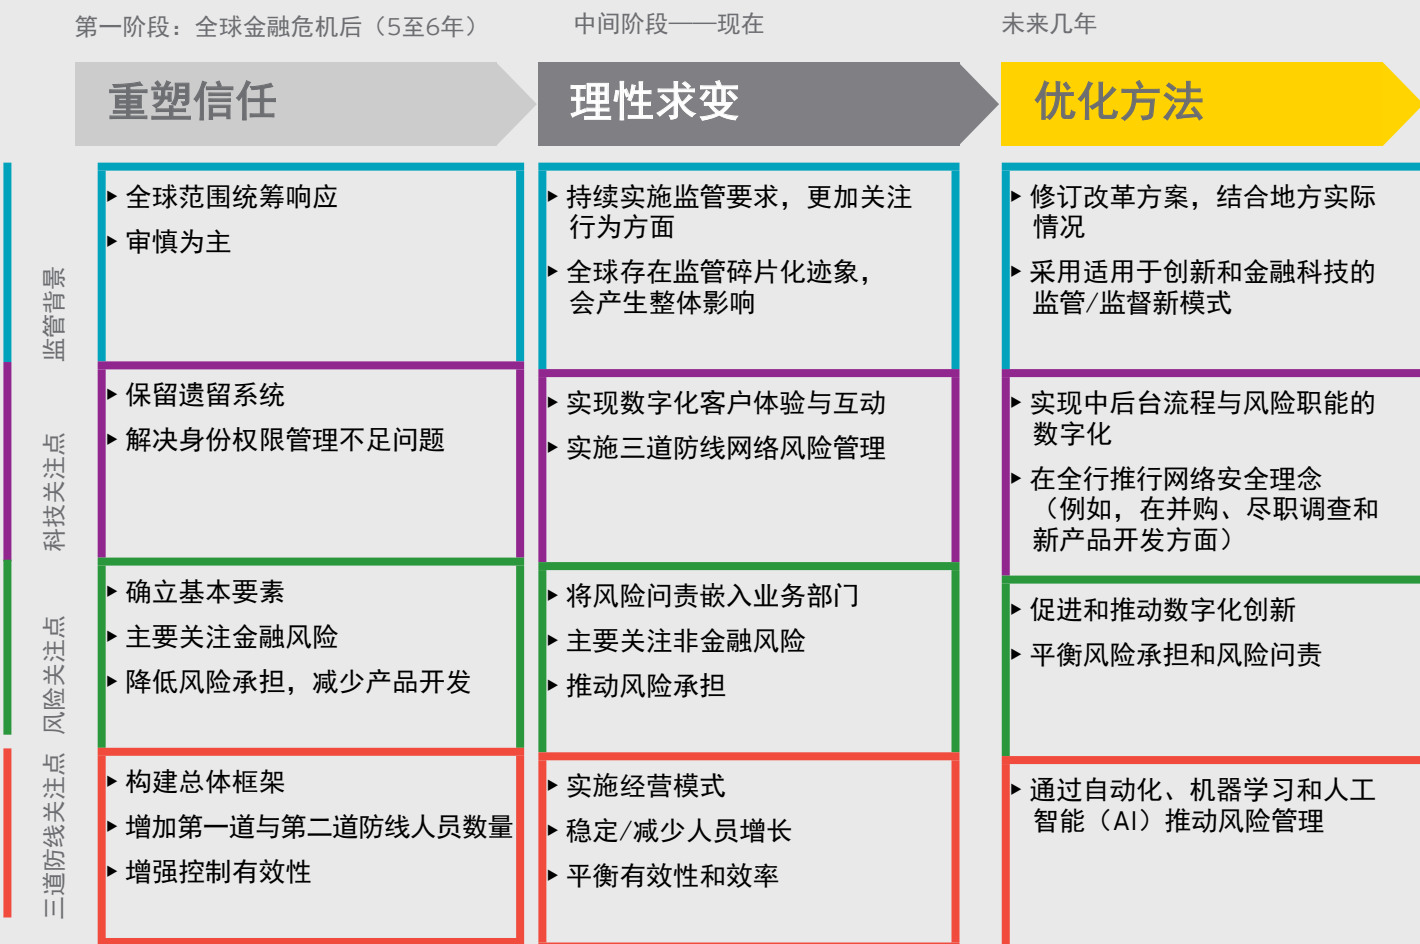 第一阶段：全球金融危机后（5至6年）
中间阶段——现在
未来几年
重塑信任
理性求变
优化方法
监管背景
全球范围统筹响应
审慎为主
持续实施监管要求，更加关注
行为方面
全球存在监管碎片化迹象，
会产生整体影响
修订改革方案，结合地方实际
情况
采用适用于创新和金融科技的
监管/监督新模式
科技关注点
保留遗留系统
解决身份权限管理不足问题
实现数字化客户体验与互动
实施三道防线网络风险管理
实现中后台流程与风险职能的
数字化
在全行推行网络安全理念
（例如，在并购、尽职调查和
新产品开发方面）
风险关注点
确立基本要素
主要关注金融风险
降低风险承担，减少产品开发
将风险问责嵌入业务部门
主要关注非金融风险
推动风险承担
促进和推动数字化创新
平衡风险承担和风险问责
三道防线关注点
构建总体框架
增加第一道与第二道防线人员数量
增强控制有效性
实施经营模式
稳定/减少人员增长
平衡有效性和效率
通过自动化、机器学习和人工
智能（AI）推动风险管理